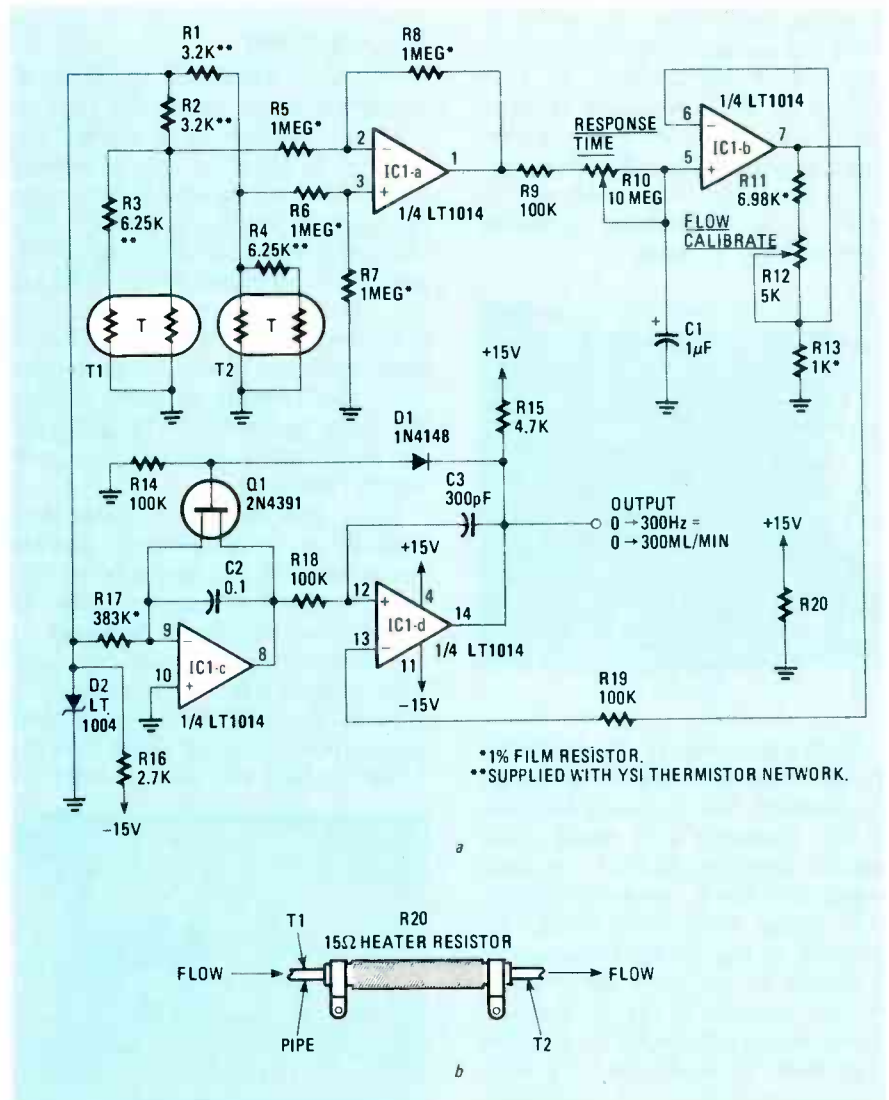 R1
3.2K**
R2
3.2K**
R3
6.25K
**
R4
6.25K**
T
T1
T
T2
R5
1MEG*
R6
1MEG*
R7
1MEG*
R8
1MEG*
2
3
1
IC1-a
1/4 LT1014
R9
100K
RESPONSE
TIME
R10
10 MEG
1/4 LT1014
6
5
7
IC1-b
R11
6.98K*
FLOW
CALIBRATE
R12
5K
R13
1K*
+
C1
1µF
+15V
R15
4.7K
D1
1N4148
R14
100K
Q1
2N4391
C3
300pF
OUTPUT
0→300Hz =
0→300ML/MIN
+15V
R20
C2
0.1
R18
100K
R17
383K*
9
10
8
IC1-c
1/4 LT1014
+15V
12
13
4
14
11
IC1-d
1/4 LT1014
-15V
R19
100K
D2
LT
1004
R16
2.7K
-15V
*1% FILM RESISTOR.
**SUPPLIED WITH YSI THERMISTOR NETWORK.
a
T1
R20
15Ω HEATER RESISTOR
FLOW
FLOW
PIPE
T2
b